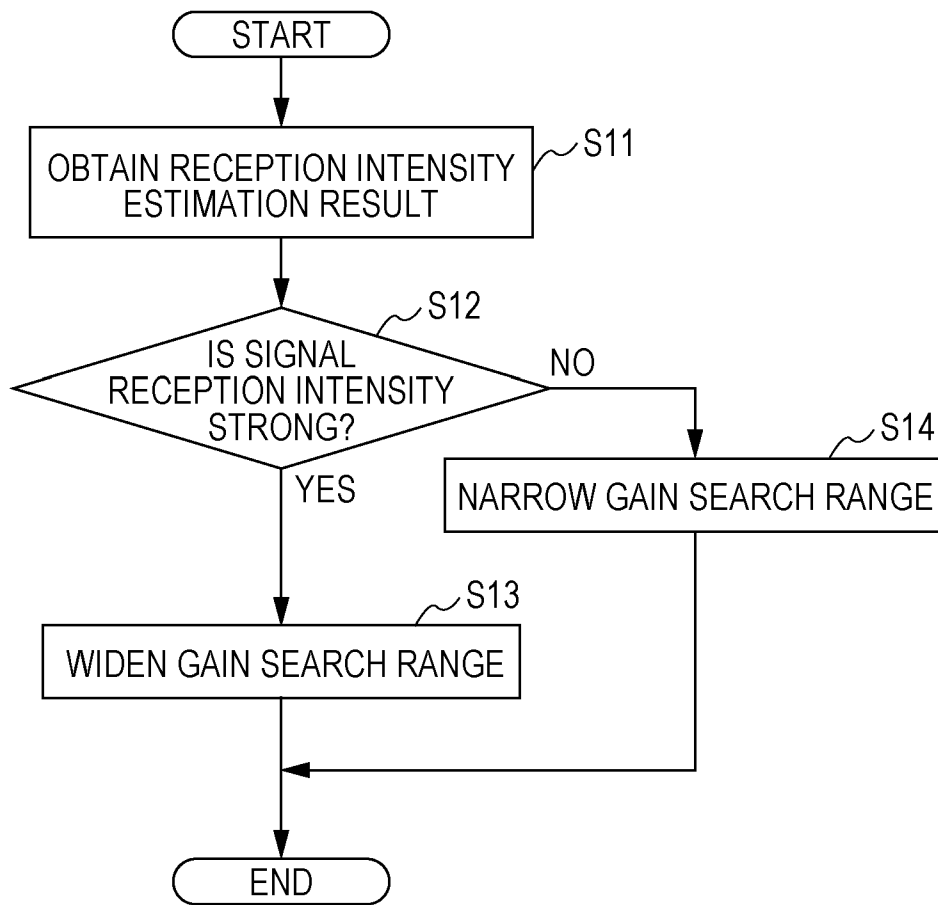 START
S11
OBTAIN RECEPTION INTENSITY
ESTIMATION RESULT
S12
IS SIGNAL
RECEPTION INTENSITY
STRONG?
NO
YES
S14
NARROW GAIN SEARCH RANGE
S13
WIDEN GAIN SEARCH RANGE
END